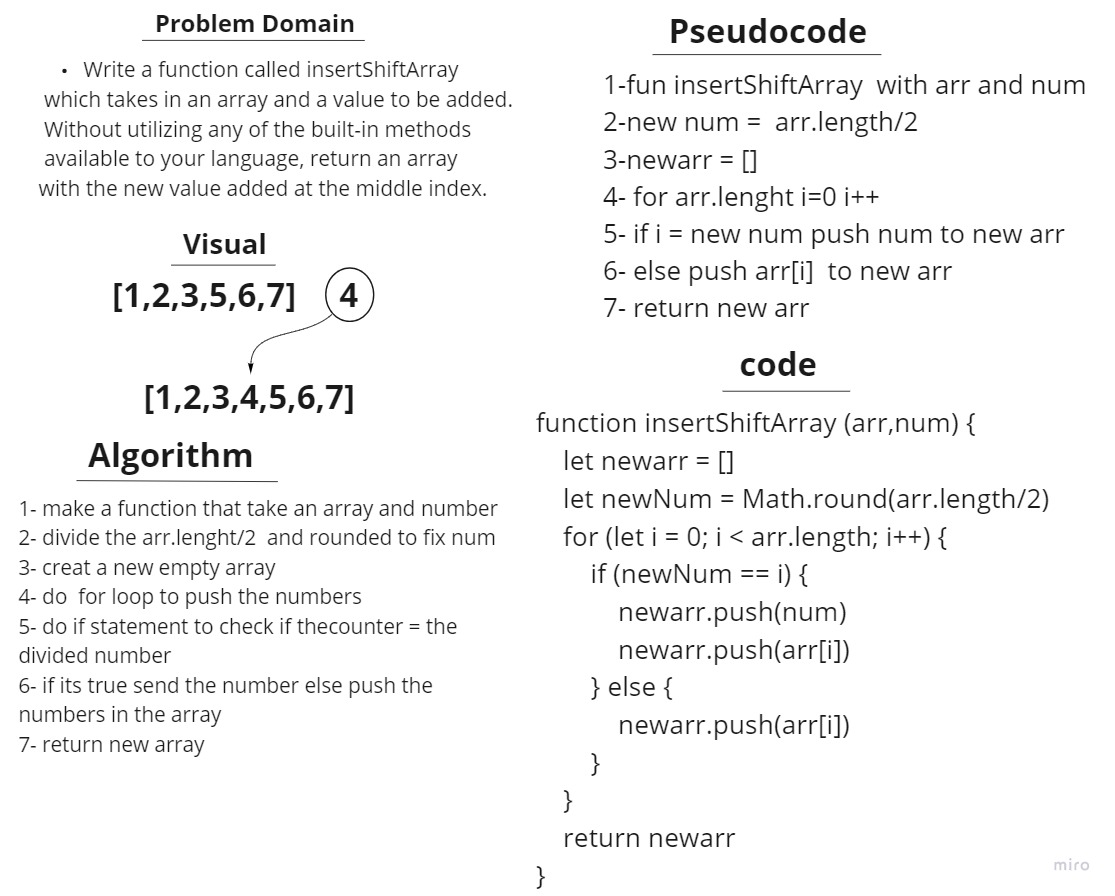 Problem Domain
• Write a function called insertShiftArray
which takes in an array and a value to be added.
Without utilizing any of the built-in methods
available to your language, return an array
with the new value added at the middle index.
Visual
[1,2,3,5,6,7] 4
[1,2,3,4,5,6,7]
Algorithm
1- make a function that take an array and number
2- divide the arr.lenght/2 and rounded to fix num
3- creat a new empty array
4- do for loop to push the numbers
5- do if statement to check if thecounter = the
divided number
6- if its true send the number else push the
numbers in the array
7- return new array
Pseudocode
1-fun insertShiftArray with arr and num
2-new num = arr.length/2
3-newarr = []
4- for arr.lenght i=0 i++
5- if i = new num push num to new arr
6- else push arr[i] to new arr
7- return new arr
code
function insertShiftArray (arr,num) {
let newarr = []
let newNum = Math.round(arr.length/2)
for (let i = 0; i < arr.length; i++) {
if (newNum == i) {
newarr.push(num)
newarr.push(arr[i])
} else {
newarr.push(arr[i])
}
}
return newarr
}
miro